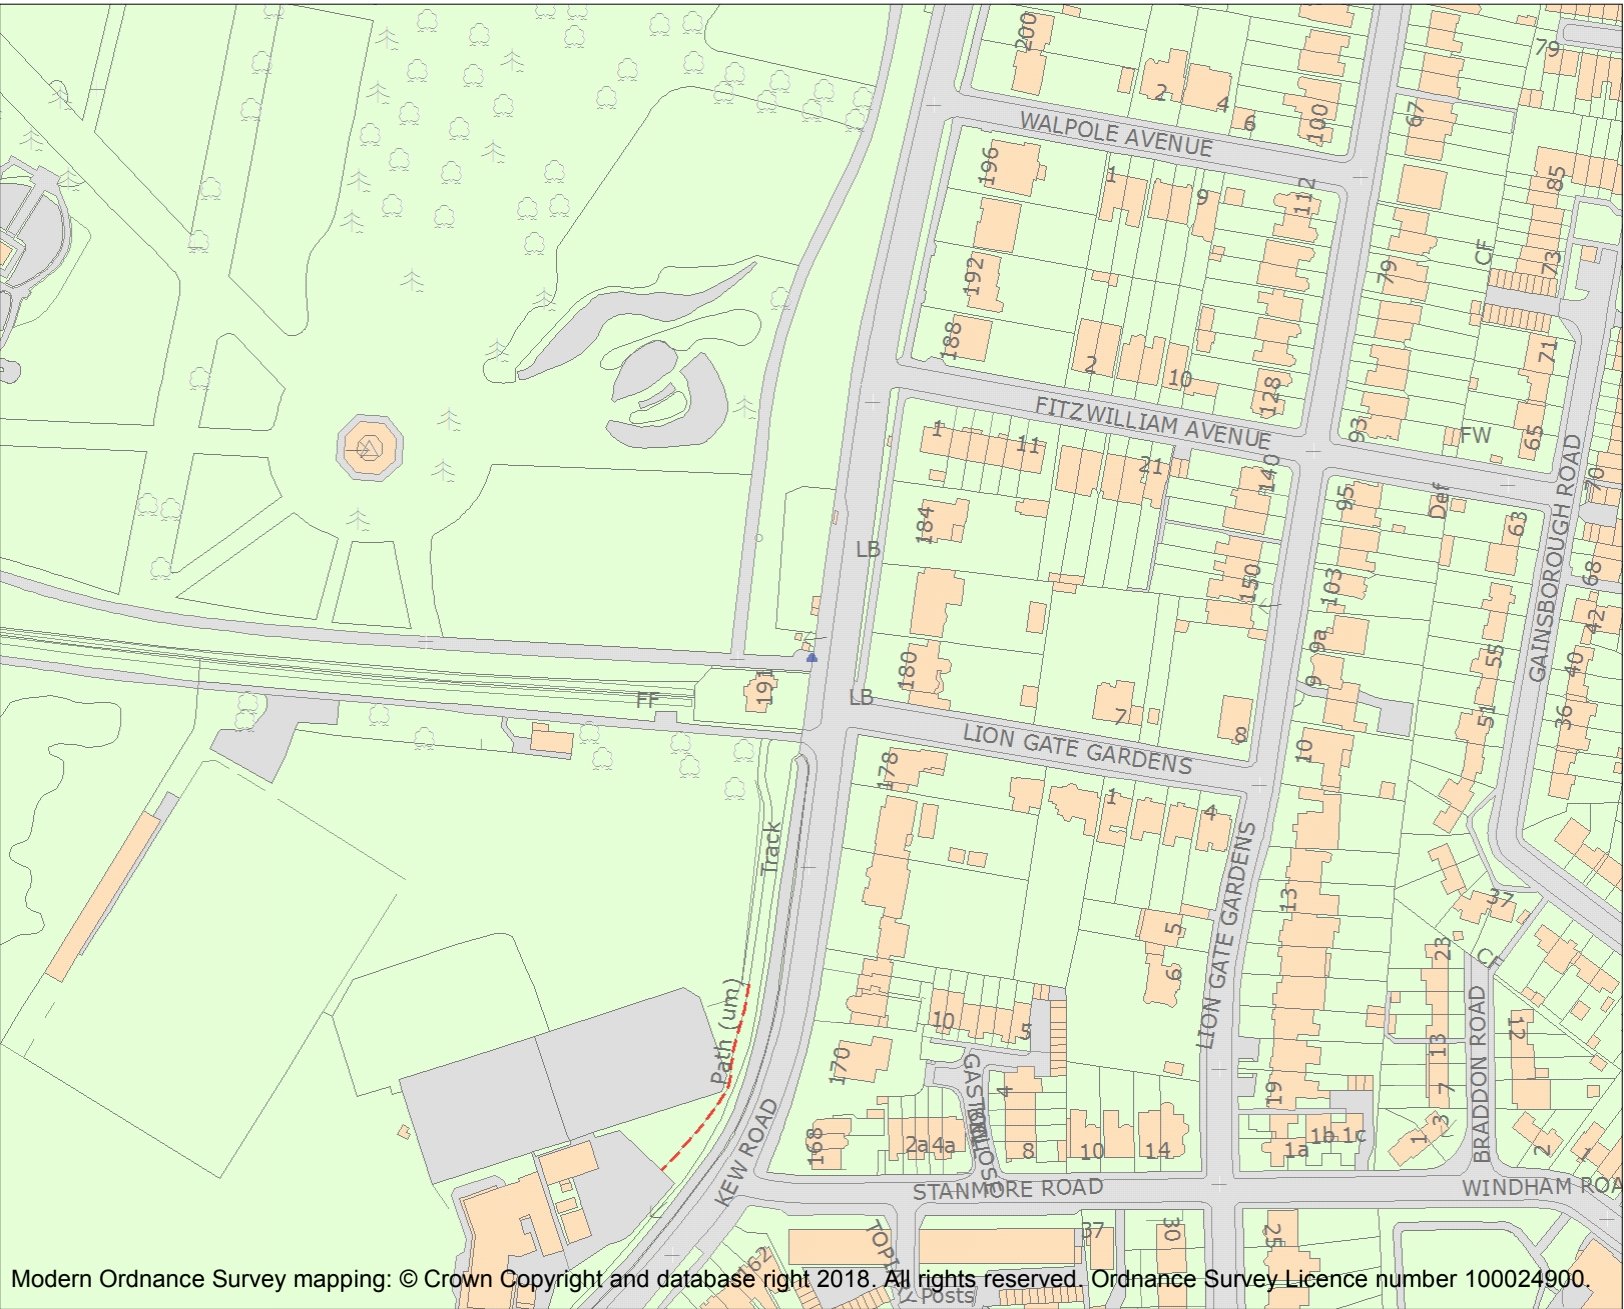 200
79
2
4
6
100
67
WALPOLE AVENUE
196
1
9
112
85
CF
192
79
73
188
2
10
128
71
93
FW
65
FITZWILLIAM AVENUE
1
11
21
140
70
184
95
Def
63
LB
150
103
68
GAINSBOROUGH ROAD
42
9a
55
40
180
9
191
FF
LB
7
8
51
36
LION GATE GARDENS
178
10
1
4
Track
13
37
LION GATE GARDENS
5
23
CF
6
Path (um)
10
5
12
170
13
BRADDON ROAD
4
19
7
KEW ROAD
168
2a
4a
8
10
14
1a
1b
1c
1
3
2
1
STANMORE ROAD
WINDHAM ROA
162
37
30
25
Posts
Modern Ordnance Survey mapping: © Crown Copyright and database right 2018. All rights reserved. Ordnance Survey Licence number 100024900.